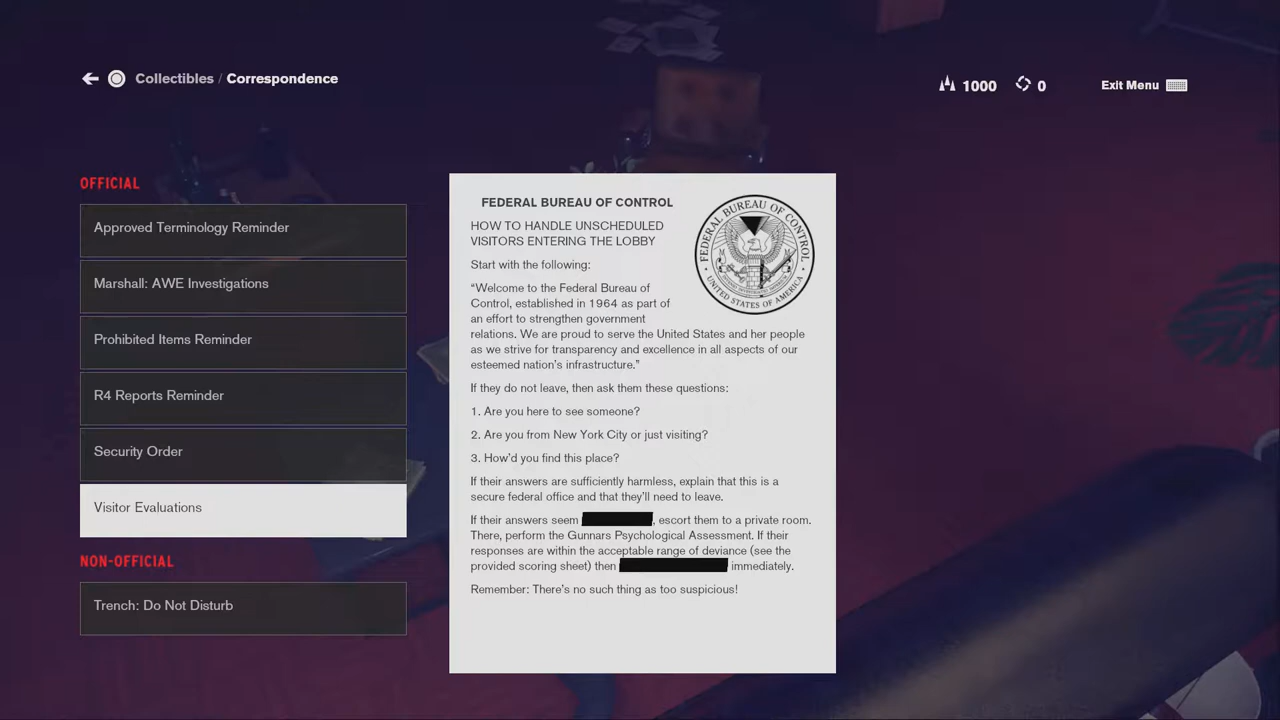 Collectibles / Correspondence
1000
0
Exit Menu
OFFICIAL
Approved Terminology Reminder
Marshall: AWE Investigations
Prohibited Items Reminder
R4 Reports Reminder
Security Order
Visitor Evaluations
NON-OFFICIAL
Trench: Do Not Disturb
FEDERAL BUREAU OF CONTROL
HOW TO HANDLE UNSCHEDULED
VISITORS ENTERING THE LOBBY
Start with the following:
“Welcome to the Federal Bureau of
Control, established in 1964 as part of
an effort to strengthen government
relations. We are proud to serve the United States and her people
as we strive for transparency and excellence in all aspects of our
esteemed nation’s infrastructure.”
If they do not leave, then ask them these questions:
1. Are you here to see someone?
2. Are you from New York City or just visiting?
3. How’d you find this place?
If their answers are sufficiently harmless, explain that this is a
secure federal office and that they’ll need to leave.
If their answers seem , escort them to a private room.
There, perform the Gunnars Psychological Assessment. If their
responses are within the acceptable range of deviance (see the
provided scoring sheet) then immediately.
Remember: There’s no such thing as too suspicious!
FEDERAL BUREAU OF CONTROL
UNITED STATES OF AMERICA